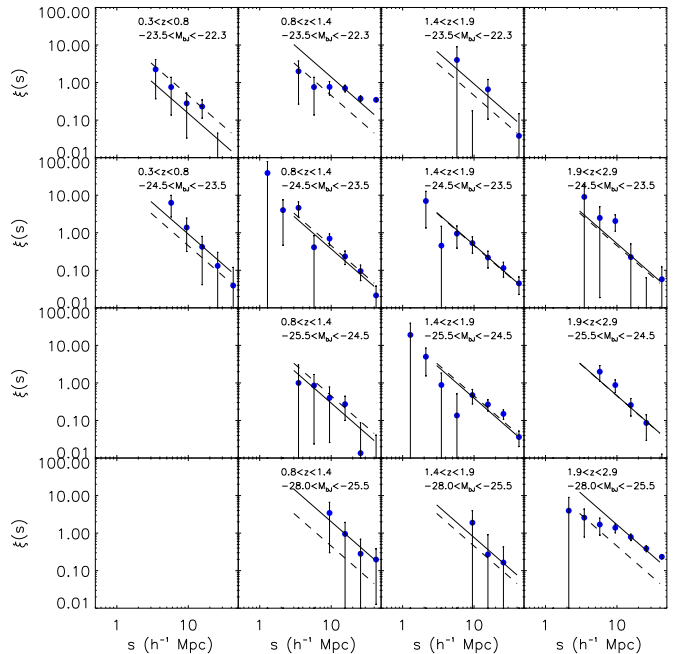 0.3<z<0.8
-23.5<M_bJ<-22.3
0.8<z<1.4
-23.5<M_bJ<-22.3
1.4<z<1.9
-23.5<M_bJ<-22.3
100.00
10.00
1.00
0.10
0.01
ξ(s)
0.3<z<0.8
-24.5<M_bJ<-23.5
0.8<z<1.4
-24.5<M_bJ<-23.5
1.4<z<1.9
-24.5<M_bJ<-23.5
1.9<z<2.9
-24.5<M_bJ<-23.5
100.00
10.00
1.00
0.10
0.01
ξ(s)
0.8<z<1.4
-25.5<M_bJ<-24.5
1.4<z<1.9
-25.5<M_bJ<-24.5
1.9<z<2.9
-25.5<M_bJ<-24.5
100.00
10.00
1.00
0.10
0.01
ξ(s)
0.8<z<1.4
-28.0<M_bJ<-25.5
1.4<z<1.9
-28.0<M_bJ<-25.5
1.9<z<2.9
-28.0<M_bJ<-25.5
100.00
10.00
1.00
0.10
0.01
ξ(s)
1 10 1 10 1 10 1 10
s (h⁻¹ Mpc) s (h⁻¹ Mpc) s (h⁻¹ Mpc) s (h⁻¹ Mpc)